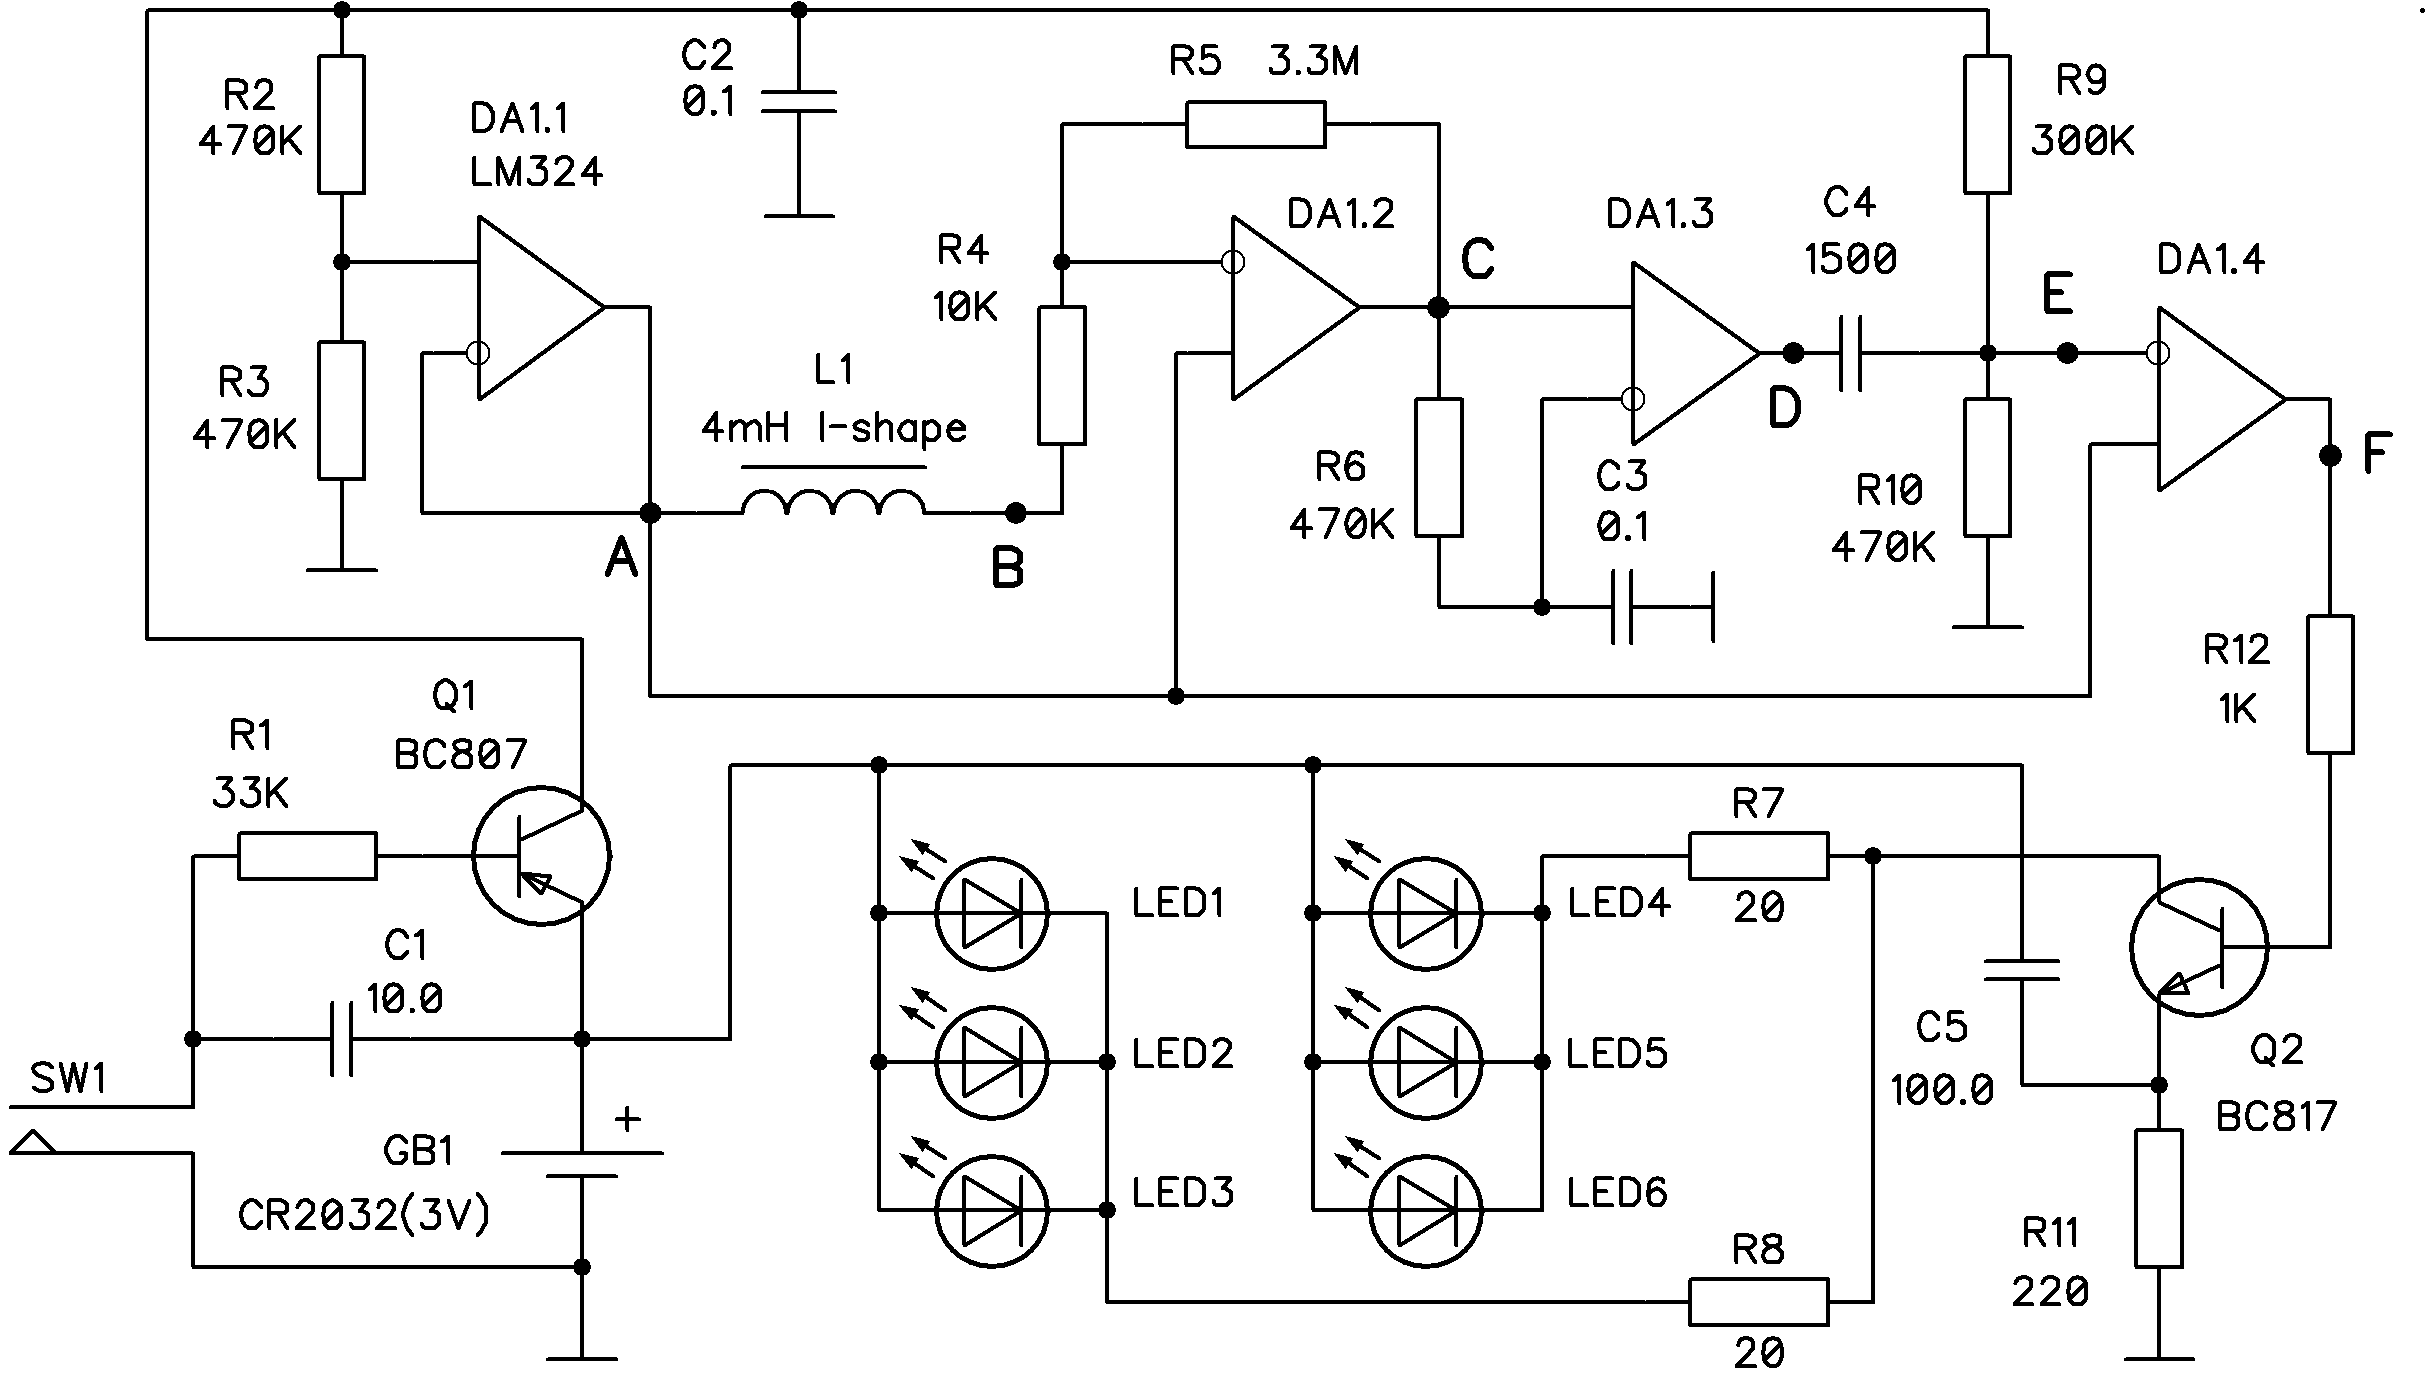 R2
470K
DA1.1
LM324
C2
0.1
R5 3.3M
R9
300K
R4
10K
DA1.2
C
DA1.3
C4
1500
E
DA1.4
R3
470K
L1
4mH I-shape
A
B
R6
470K
C3
0.1
D
R10
470K
F
R12
1K
Q1
BC807
R1
33K
C1
10.0
SW1
GB1
+
CR2032(3V)
LED1
LED2
LED3
LED4
LED5
LED6
R7
20
R8
20
C5
100.0
Q2
BC817
R11
220